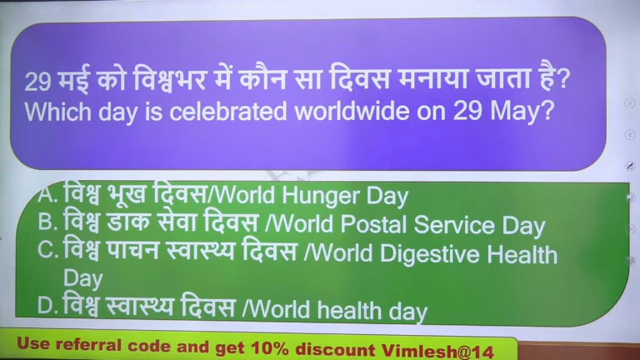 29 मई को विश्वभर में कौन सा दिवस मनाया जाता है?
Which day is celebrated worldwide on 29 May?
A. विश्व भूख दिवस/World Hunger Day
B. विश्व डाक सेवा दिवस /World Postal Service Day
C. विश्व पाचन स्वास्थ्य दिवस /World Digestive Health
Day
D. विश्व स्वास्थ्य दिवस /World health day
Use referral code and get 10% discount Vimlesh@14